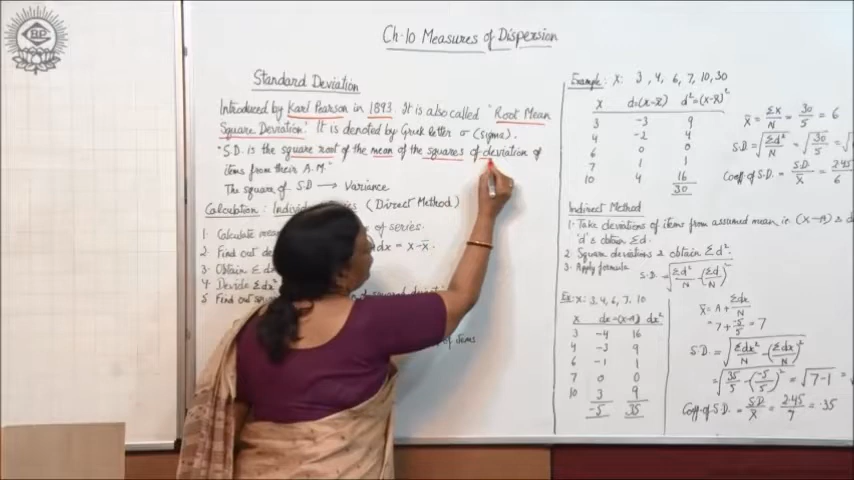 BP
Ch·10 Measures of Dispersion
Standard Deviation
Introduced by Karl Pearson in 1893. It is also called "Root Mean
Square Deviation." It is denoted by Greek letter σ (sigma).
"S.D. is the square root of the mean of the squares of deviation of
items from their A.M."
The square of S.D → Variance
Calculation: Individual Series (Direct Method)
1. Calculate mean of series.
2 Find out dx = X-X̄.
3. Obtain Σd
4. Devide Σdx²
5 Find out of items
Example: X: 3, 4, 6, 7, 10, 30
X d=(x-x̄) d²=(x-x̄)²
3 -3 9
4 -2 4
6 0 0
7 1 1
10 4 16
30
X̄ = ΣX/N = 30/5 = 6
S.D = √Σd²/N = √30/5 = √
Coeff. of S.D. = S.D/X̄ = 2.45/6
Indirect Method
1. Take deviations of items from assumed mean i.e. (X-A) &
'd' & obtain Σd.
2 Square deviations & obtain Σd².
3. Apply formula
S.D = √Σd²/N - (Σd/N)²
Ex: X: 3, 4, 6, 7, 10
X dx=(x-A) dx²
3 -4 16
4 -3 9
6 -1 1
7 0 0
10 3 9
-5 35
X̄ = A + Σdx/N
= 7 + -5/5 = 7
S.D. = √Σdx²/N - (Σdx/N)²
= √35/5 - (-5/5)² = √7-1 =
Coeff. of S.D. = S.D/X̄ = 2.45/7 = .35